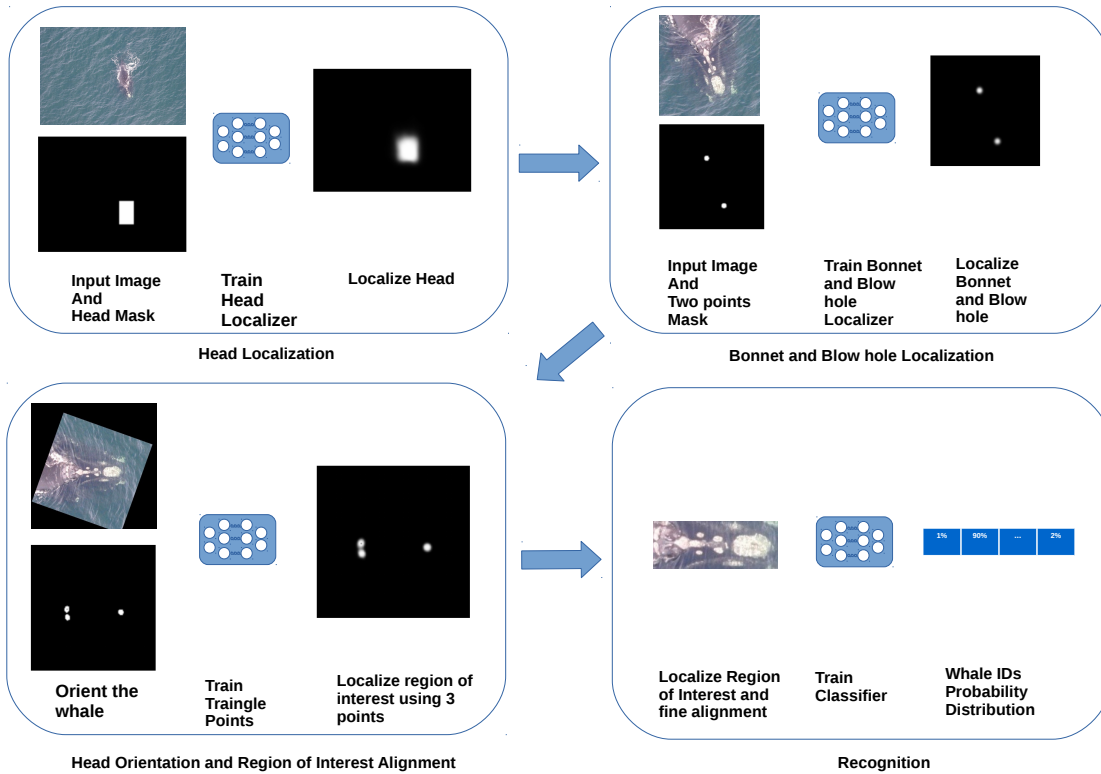 Input Image
And
Head Mask
Train
Head
Localizer
Localize Head
Head Localization
Input Image
And
Two points
Mask
Train Bonnet
and Blow
hole
Localizer
Localize
Bonnet
and Blow
hole
Bonnet and Blow hole Localization
Orient the
whale
Train
Traingle
Points
Localize region of
interest using 3
points
Head Orientation and Region of Interest Alignment
1% 90% ... 2%
Localize Region
of Interest and
fine alignment
Train
Classifier
Whale IDs
Probability
Distribution
Recognition